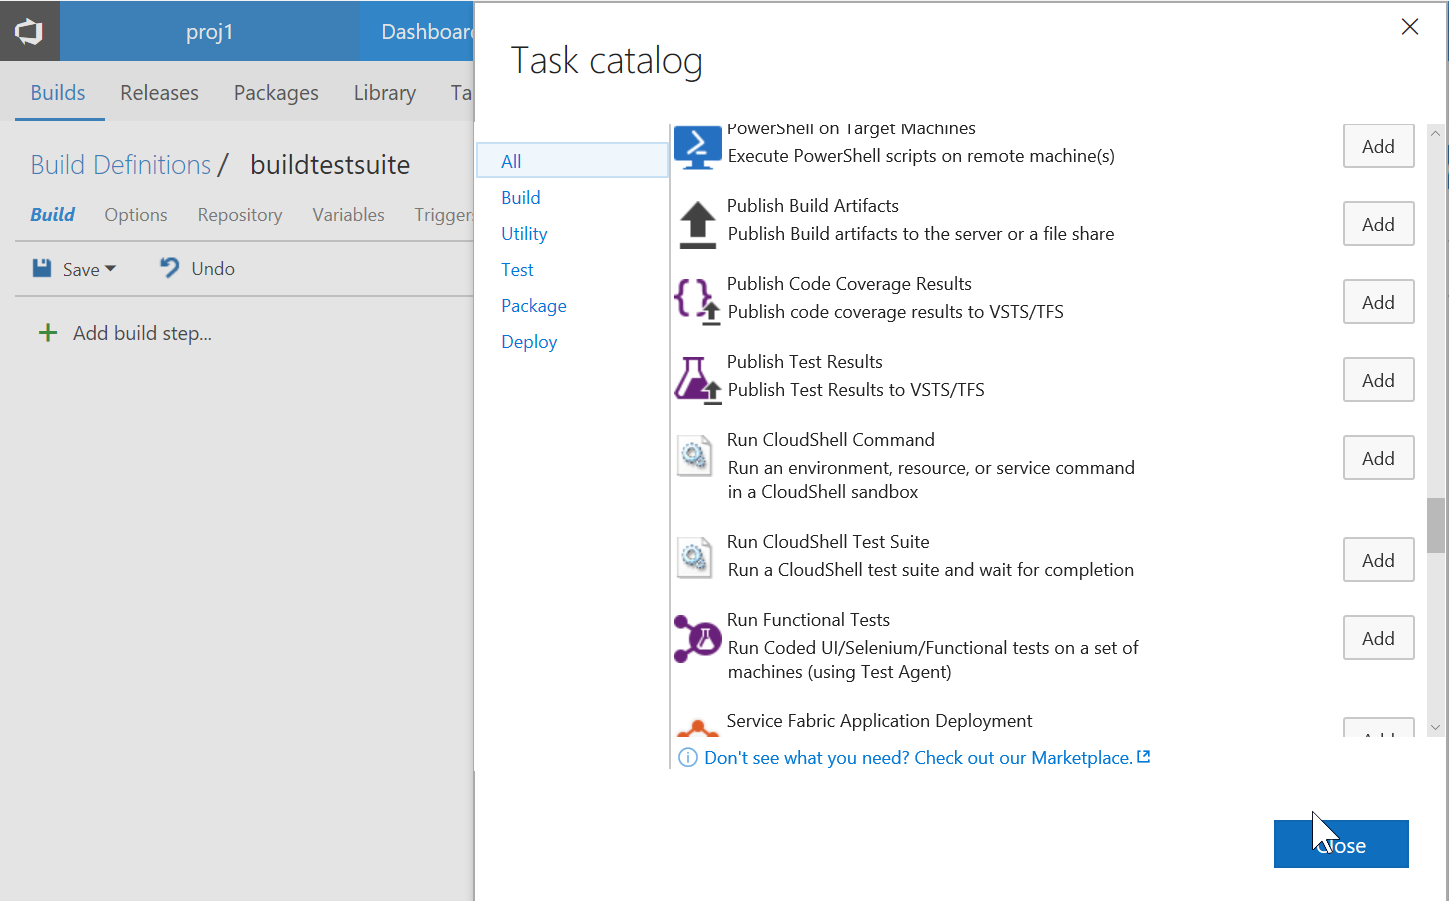 proj1
Dashboard
Builds
Releases
Packages
Library
Ta
Build Definitions / buildtestsuite
Build
Options
Repository
Variables
Trigger
Save
Undo
Add build step...
Task catalog
All
Build
Utility
Test
Package
Deploy
PowerShell on Target Machines
Execute PowerShell scripts on remote machine(s)
Add
Publish Build Artifacts
Publish Build artifacts to the server or a file share
Add
Publish Code Coverage Results
Publish code coverage results to VSTS/TFS
Add
Publish Test Results
Publish Test Results to VSTS/TFS
Add
Run CloudShell Command
Run an environment, resource, or service command
in a CloudShell sandbox
Add
Run CloudShell Test Suite
Run a CloudShell test suite and wait for completion
Add
Run Functional Tests
Run Coded UI/Selenium/Functional tests on a set of
machines (using Test Agent)
Add
Service Fabric Application Deployment
Add
Don't see what you need? Check out our Marketplace.
Close